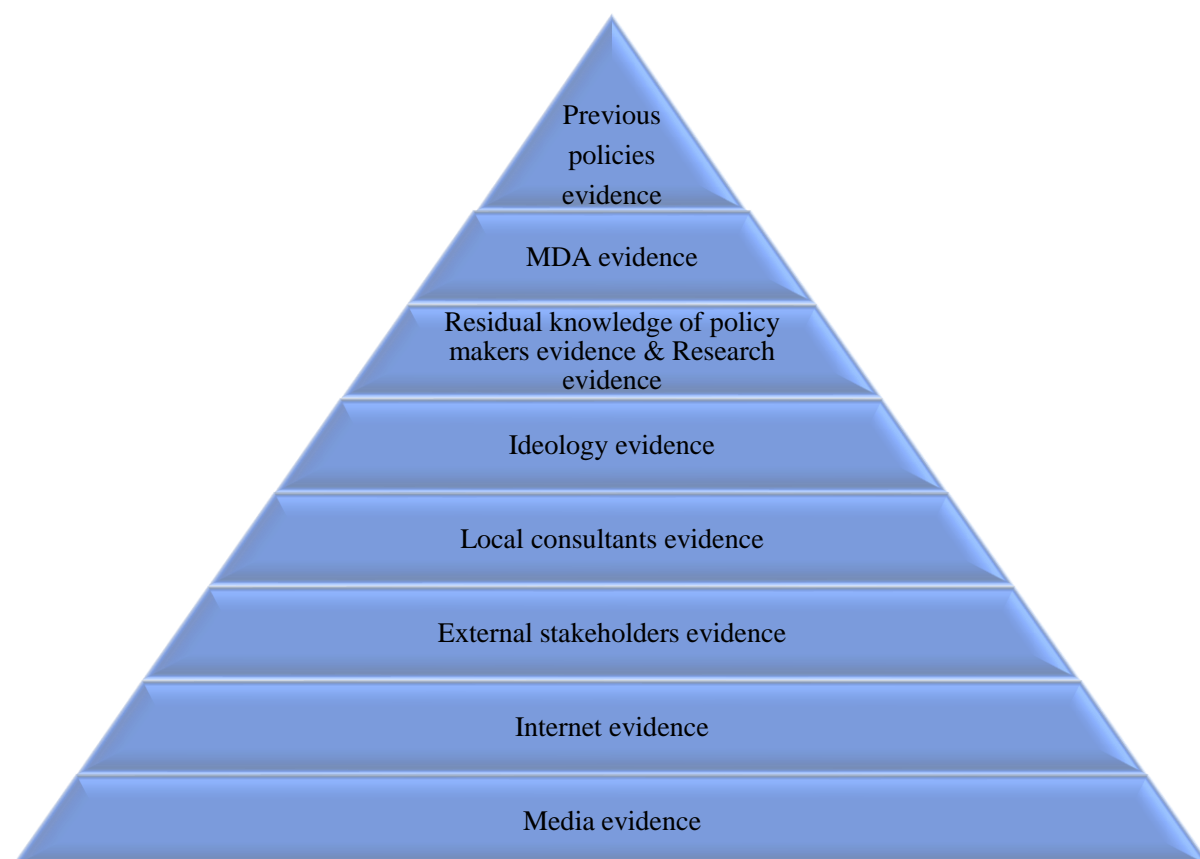 Previous
policies
evidence
MDA evidence
Residual knowledge of policy
makers evidence & Research
evidence
Ideology evidence
Local consultants evidence
External stakeholders evidence
Internet evidence
Media evidence